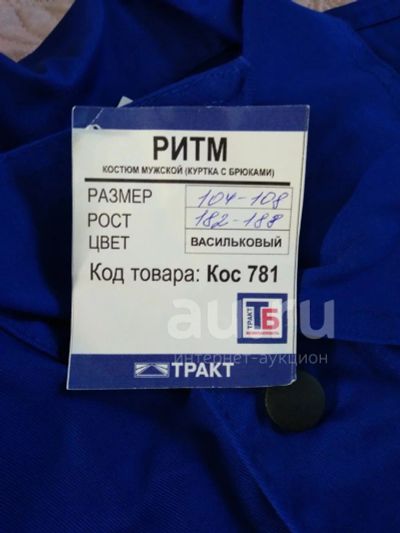 РИТМ
КОСТЮМ МУЖСКОЙ (КУРТКА С БРЮКАМИ)
РАЗМЕР 104-108
РОСТ 182-188
ЦВЕТ ВАСИЛЬКОВЫЙ
Код товара: Кос 781
ТРАКТ
ТБ
au.ru
интернет-аукцион
ТРАКТ